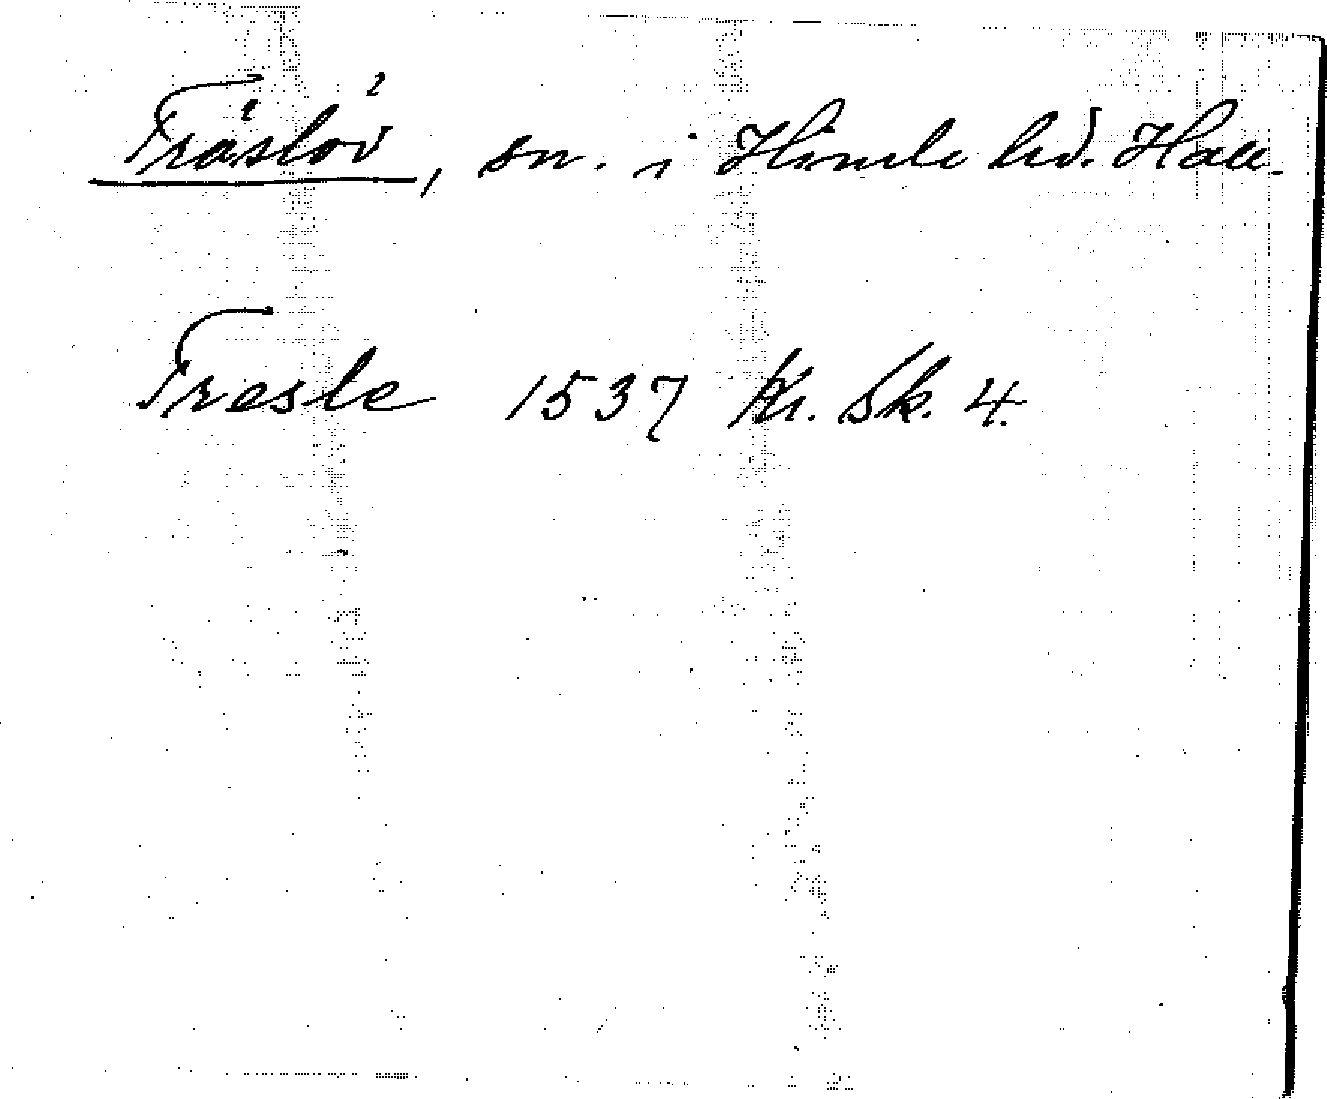 Träslöv, sn. i Himle hd. Hall.
Tresle 1537 Kr. Sk. 4.